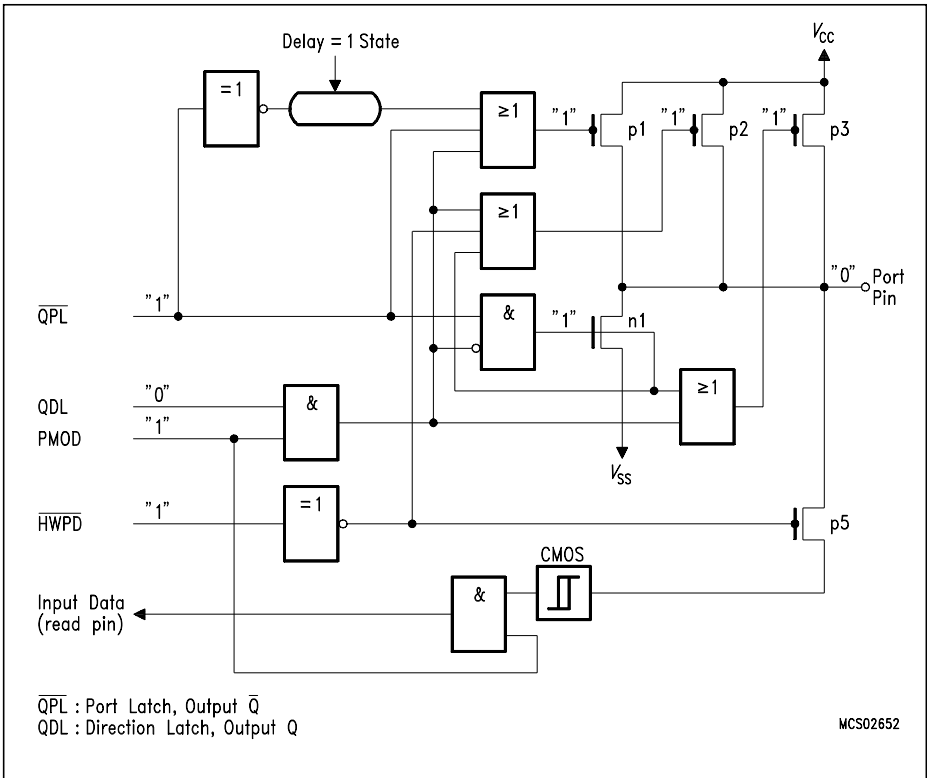 Delay = 1 State
V_CC
=1
≥1
"1"
p1
"1"
p2
"1"
p3
≥1
"0"
Port
Pin
QPL̅
"1"
&
"1"
n1
QDL
"0"
&
≥1
PMOD
"1"
V_SS
HWPD̅
"1"
=1
p5
CMOS
Input Data
(read pin)
&
QPL̅ : Port Latch, Output Q̅
QDL : Direction Latch, Output Q
MCS02652